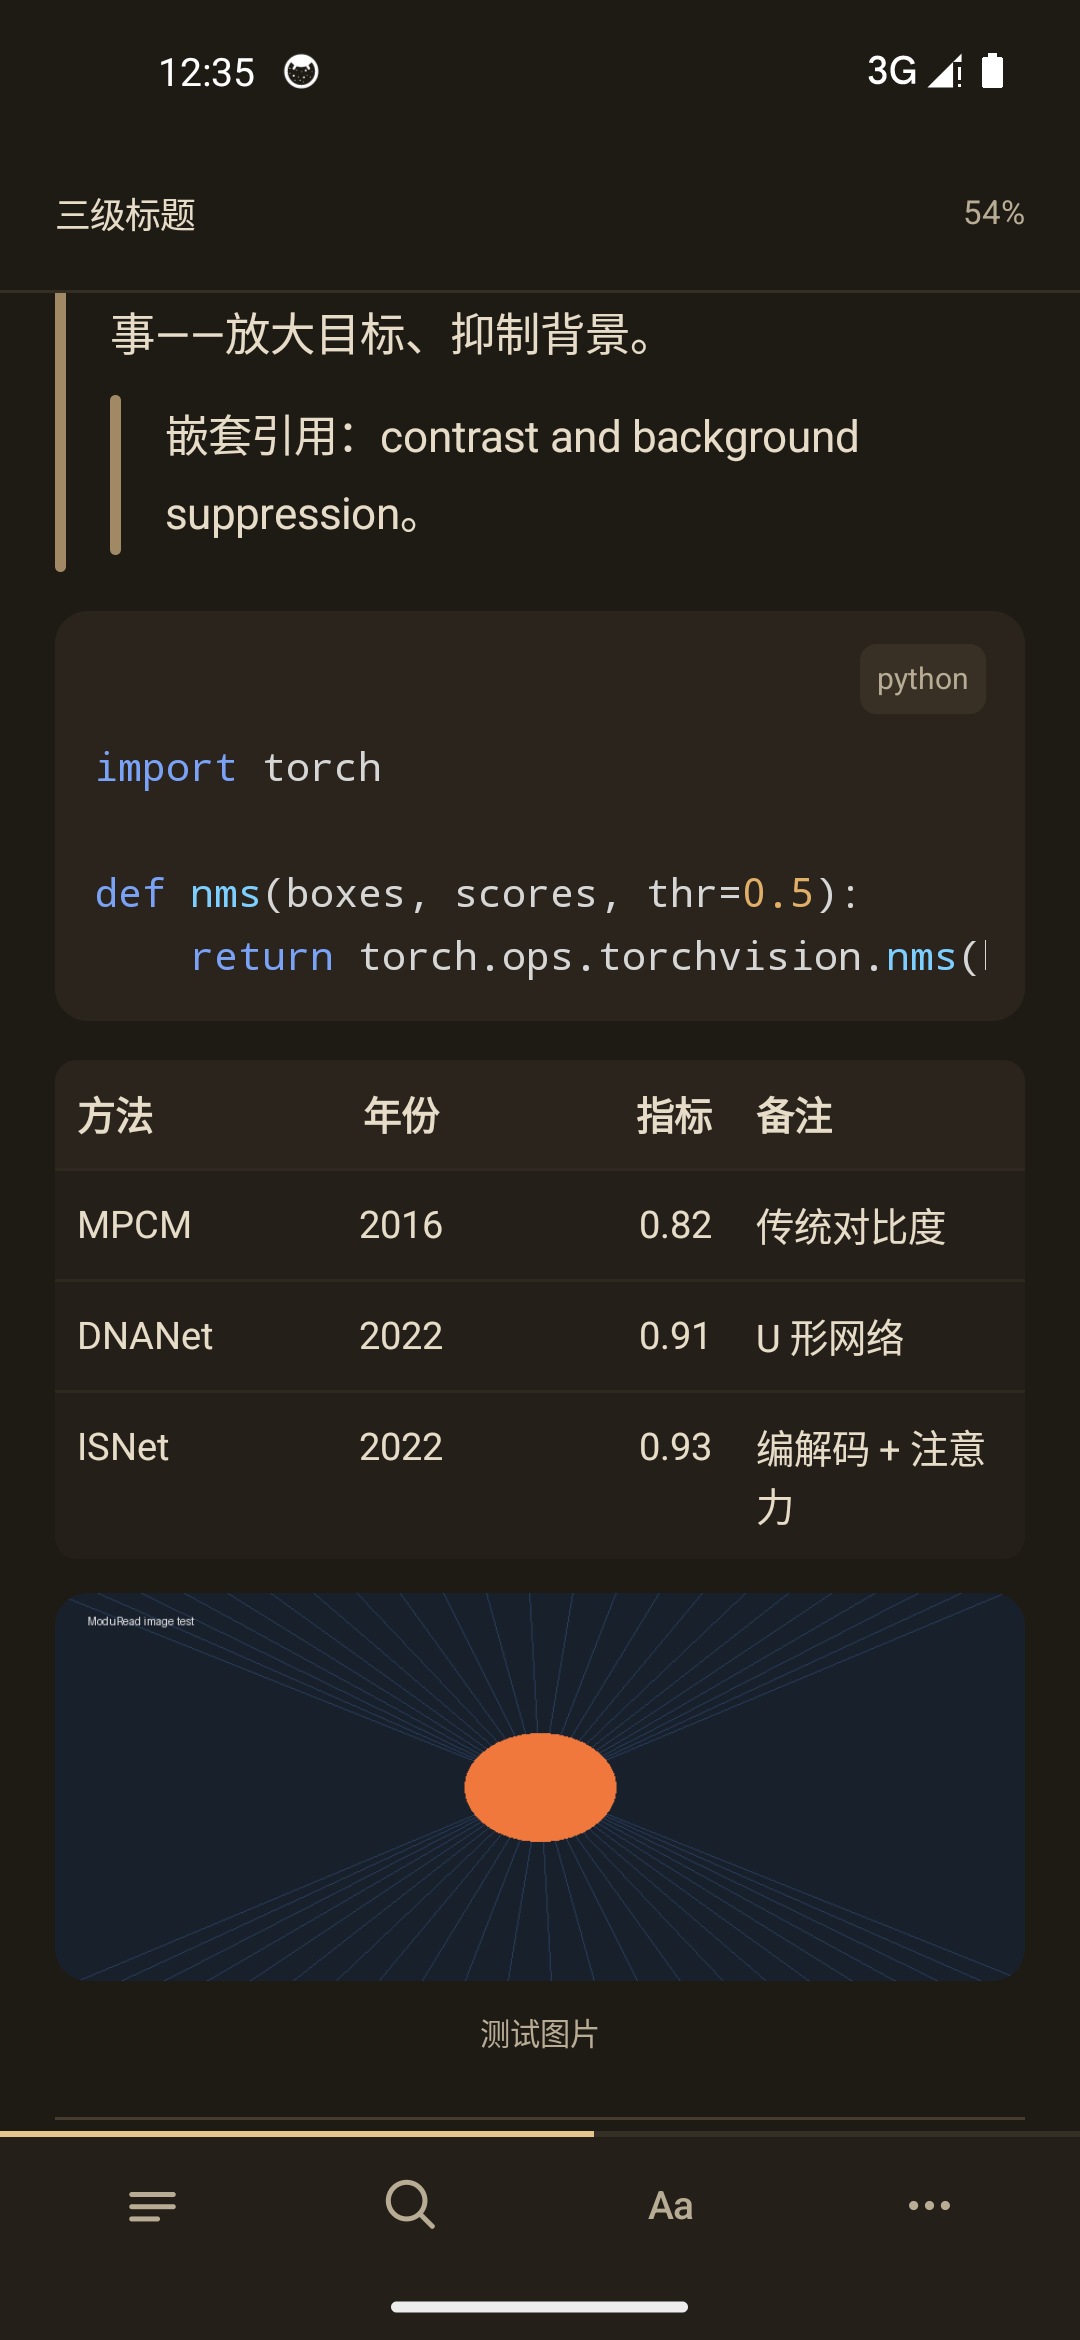 12:35
3G
三级标题
54%
事——放大目标、抑制背景。
嵌套引用：contrast and background
suppression。
python
import torch
def nms(boxes, scores, thr=0.5):
    return torch.ops.torchvision.nms(
方法 年份 指标 备注
MPCM 2016 0.82 传统对比度
DNANet 2022 0.91 U 形网络
ISNet 2022 0.93 编解码 + 注意
力
ModuRead image test
测试图片
Aa